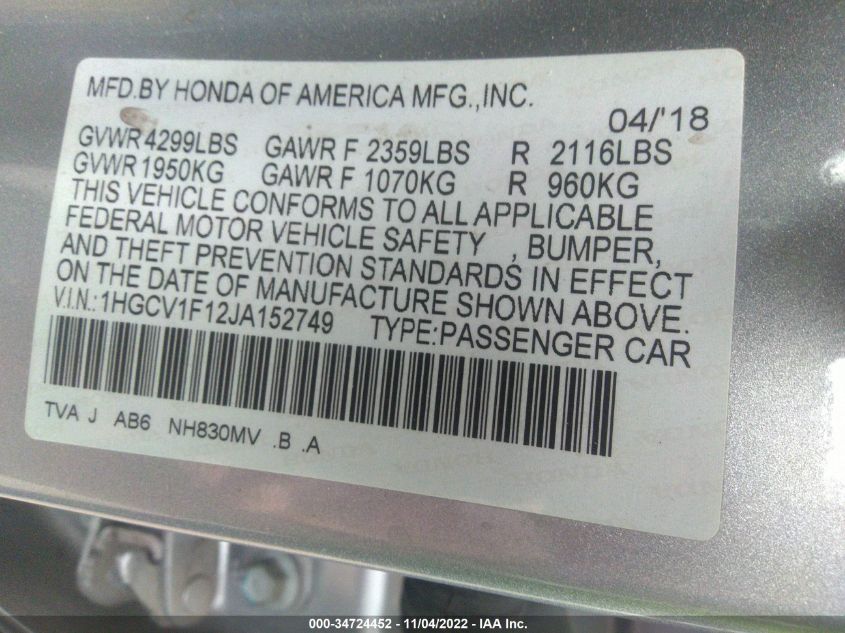 MFD.BY HONDA OF AMERICA MFG.,INC.
04/'18
GVWR 4299LBS GAWR F 2359LBS R 2116LBS
GVWR 1950KG GAWR F 1070KG R 960KG
THIS VEHICLE CONFORMS TO ALL APPLICABLE
FEDERAL MOTOR VEHICLE SAFETY , BUMPER,
AND THEFT PREVENTION STANDARDS IN EFFECT
ON THE DATE OF MANUFACTURE SHOWN ABOVE.
V.I.N.:1HGCV1F12JA152749 TYPE:PASSENGER CAR
TVA J AB6 NH830MV .B .A
000-34724452 - 11/04/2022 - IAA Inc.